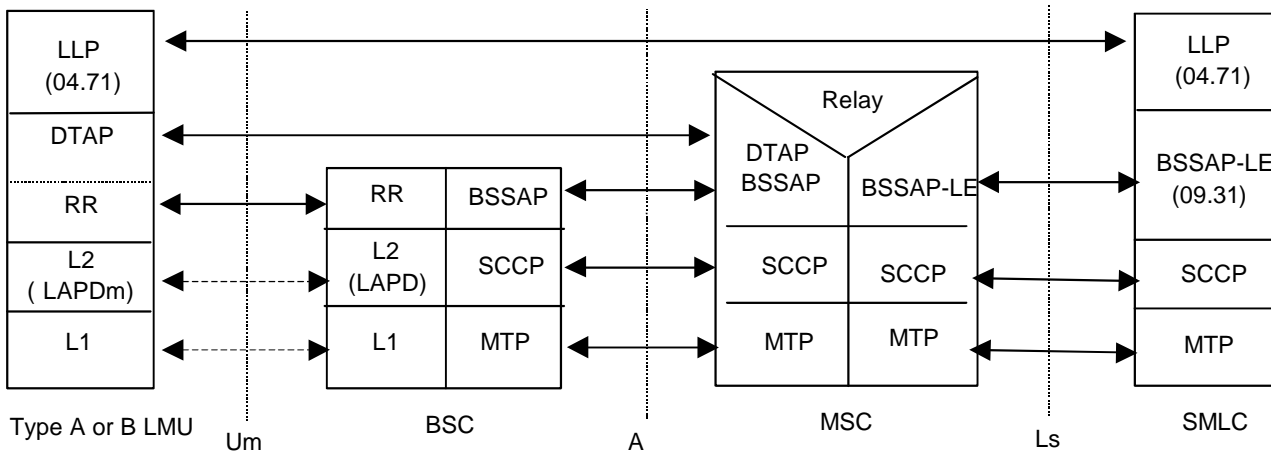 LLP
(04.71)
DTAP
RR
L2
( LAPDm)
L1
Type A or B LMU
Um
RR
BSSAP
L2
(LAPD)
SCCP
L1
MTP
BSC
A
Relay
DTAP
BSSAP
BSSAP-LE
SCCP
SCCP
MTP
MTP
MSC
Ls
LLP
(04.71)
BSSAP-LE
(09.31)
SCCP
MTP
SMLC